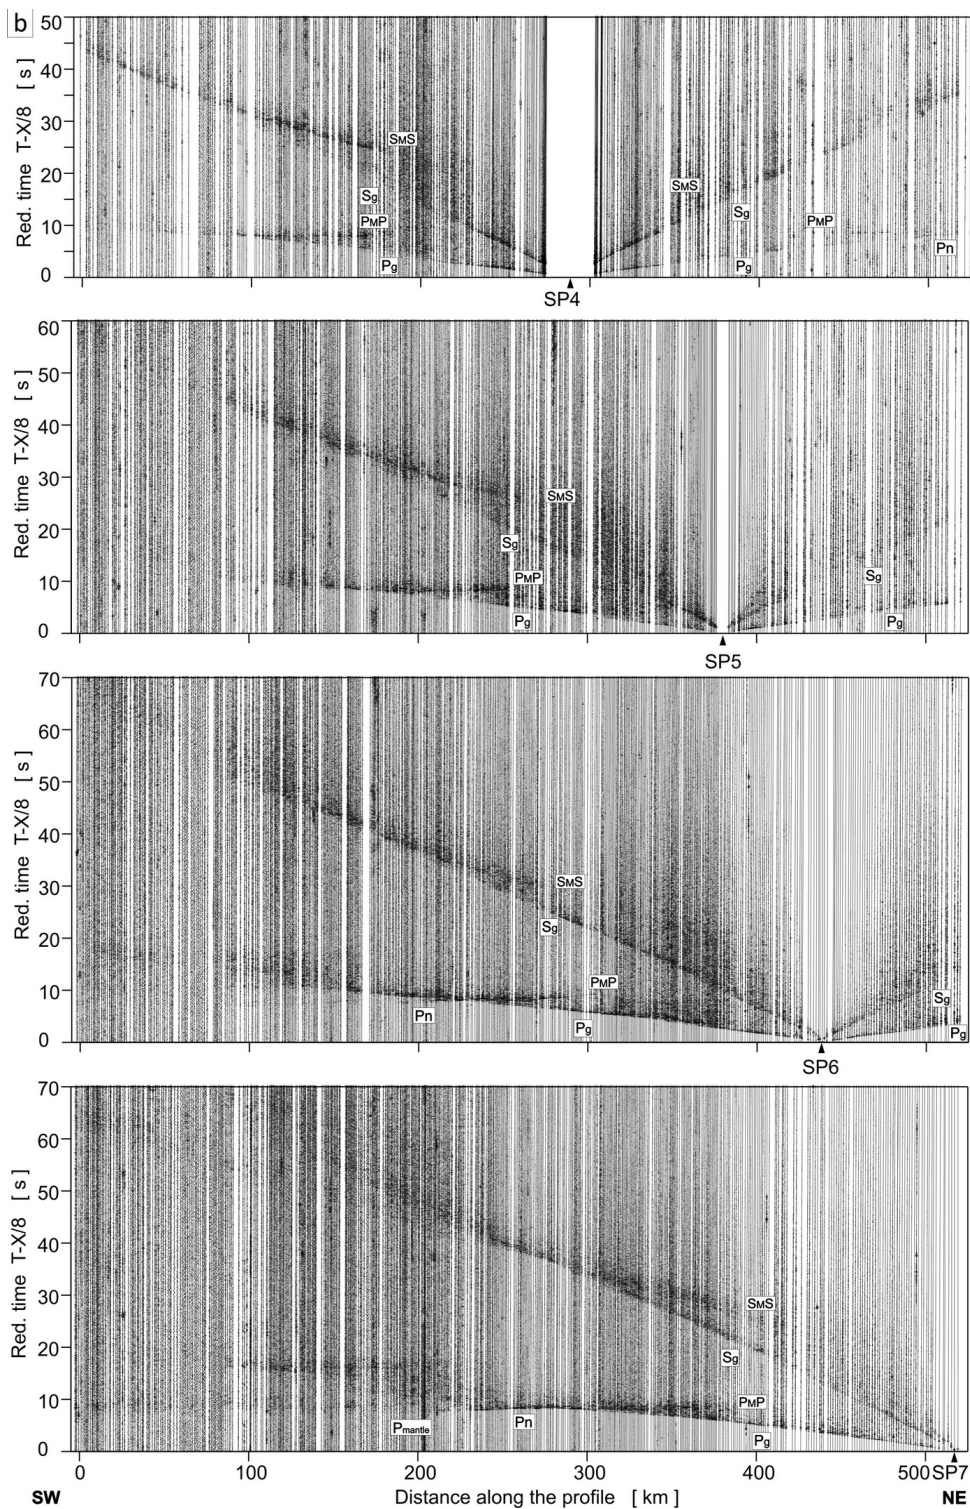 b
50
40
30
20
10
0
Red. time T-X/8 [ s ]
SMS
SMS
Sg
Sg
PMP
PMP
Pg
Pg
Pn
SP4
60
50
40
30
20
10
0
Red. time T-X/8 [ s ]
SMS
Sg
PMP
Sg
Pg
Pg
SP5
70
60
50
40
30
20
10
0
Red. time T-X/8 [ s ]
SMS
Sg
PMP
Sg
Pn
Pg
Pg
SP6
70
60
50
40
30
20
10
0
Red. time T-X/8 [ s ]
SMS
Sg
PMP
Pmantle
Pn
Pg
0 100 200 300 400 500 SP7
SW Distance along the profile [ km ] NE